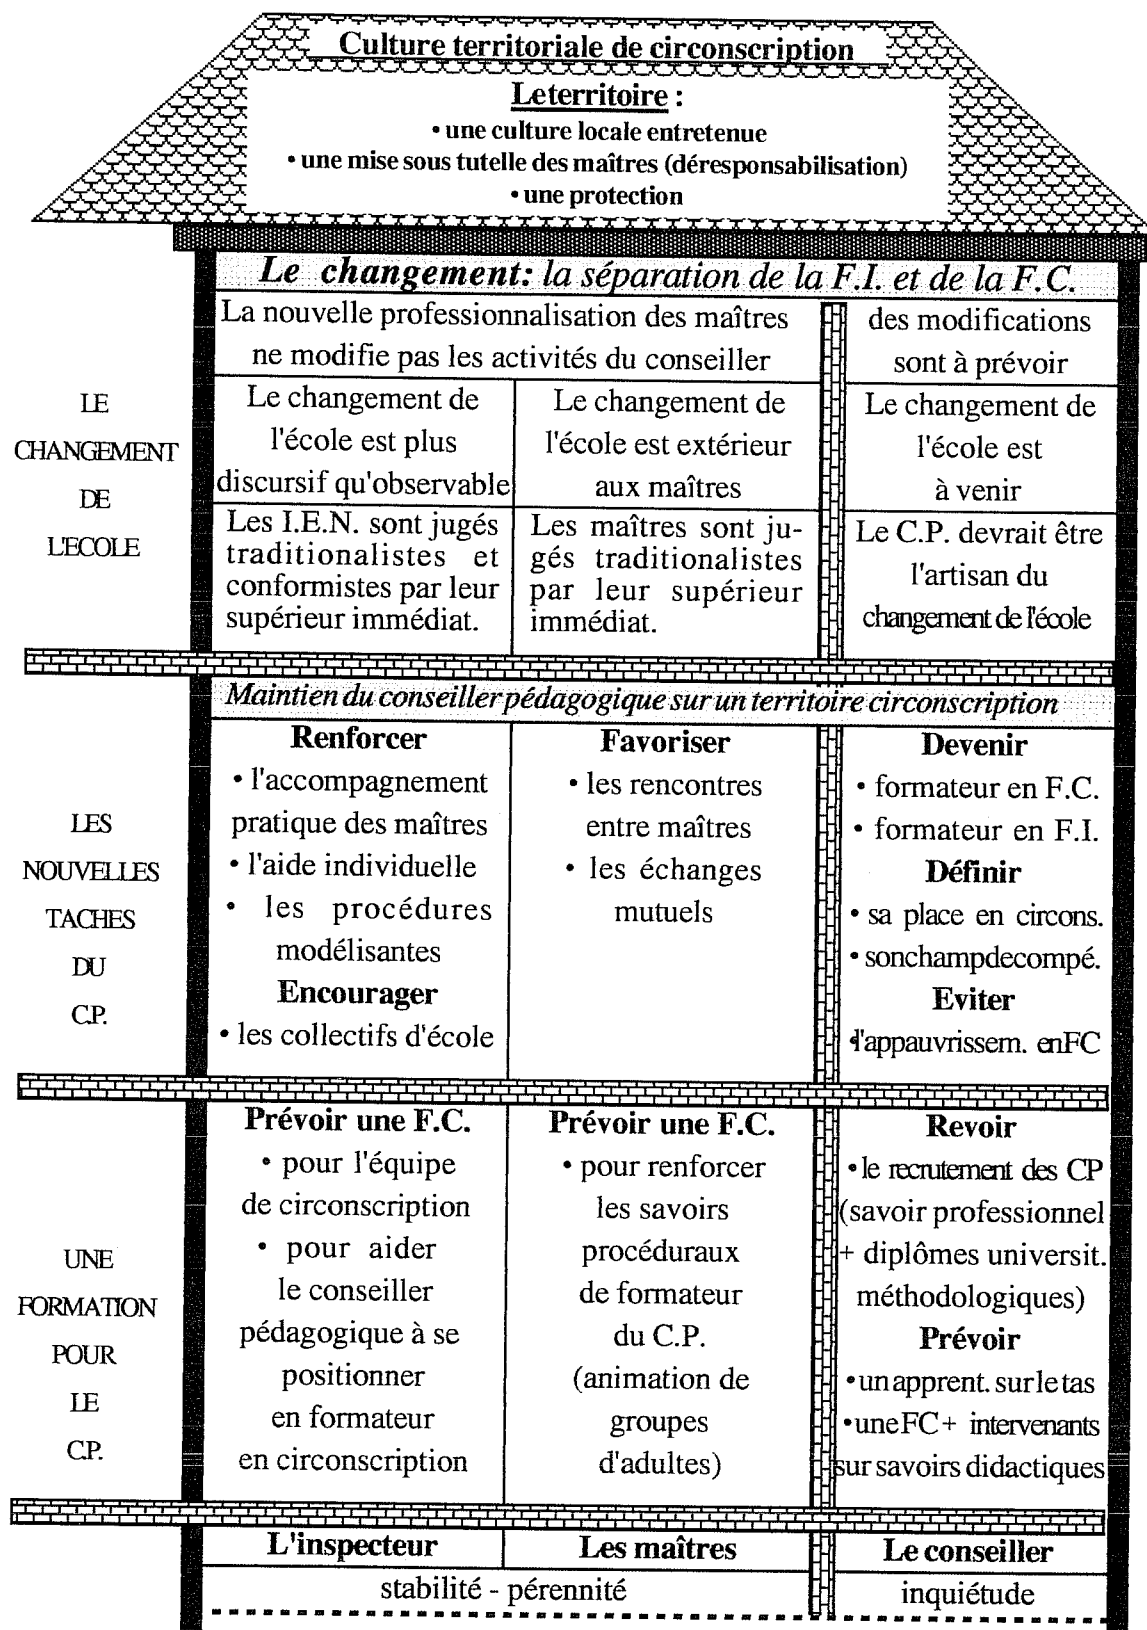 Culture territoriale de circonscription
Leterritoire :
• une culture locale entretenue
• une mise sous tutelle des maîtres (déresponsabilisation)
• une protection
Le changement: la séparation de la F.I. et de la F.C.
LE
CHANGEMENT
DE
L'ECOLE
La nouvelle professionnalisation des maîtres
ne modifie pas les activités du conseiller
des modifications
sont à prévoir
Le changement de
l'école est plus
discursif qu'observable
Le changement de
l'école est extérieur
aux maîtres
Le changement de
l'école est
à venir
Les I.E.N. sont jugés
traditionalistes et
conformistes par leur
supérieur immédiat.
Les maîtres sont ju-
gés traditionalistes
par leur supérieur
immédiat.
Le C.P. devrait être
l'artisan du
changement de l'école
Maintien du conseiller pédagogique sur un territoire circonscription
LES
NOUVELLES
TACHES
DU
C.P.
Renforcer
• l'accompagnement
pratique des maîtres
• l'aide individuelle
• les procédures
modélisantes
Encourager
• les collectifs d'école
Favoriser
• les rencontres
entre maîtres
• les échanges
mutuels
Devenir
• formateur en F.C.
• formateur en F.I.
Définir
• sa place en circons.
• sonchampdecompé.
Eviter
•l'appauvrissem. enFC
UNE
FORMATION
POUR
LE
C.P.
Prévoir une F.C.
• pour l'équipe
de circonscription
• pour aider
le conseiller
pédagogique à se
positionner
en formateur
en circonscription
Prévoir une F.C.
• pour renforcer
les savoirs
procéduraux
de formateur
du C.P.
(animation de
groupes
d'adultes)
Revoir
• le recrutement des CP
(savoir professionnel
+ diplômes universit.
méthodologiques)
Prévoir
• un apprent. sur le tas
• une FC + intervenants
sur savoirs didactiques
L'inspecteur
Les maîtres
Le conseiller
stabilité - pérennité
inquiétude